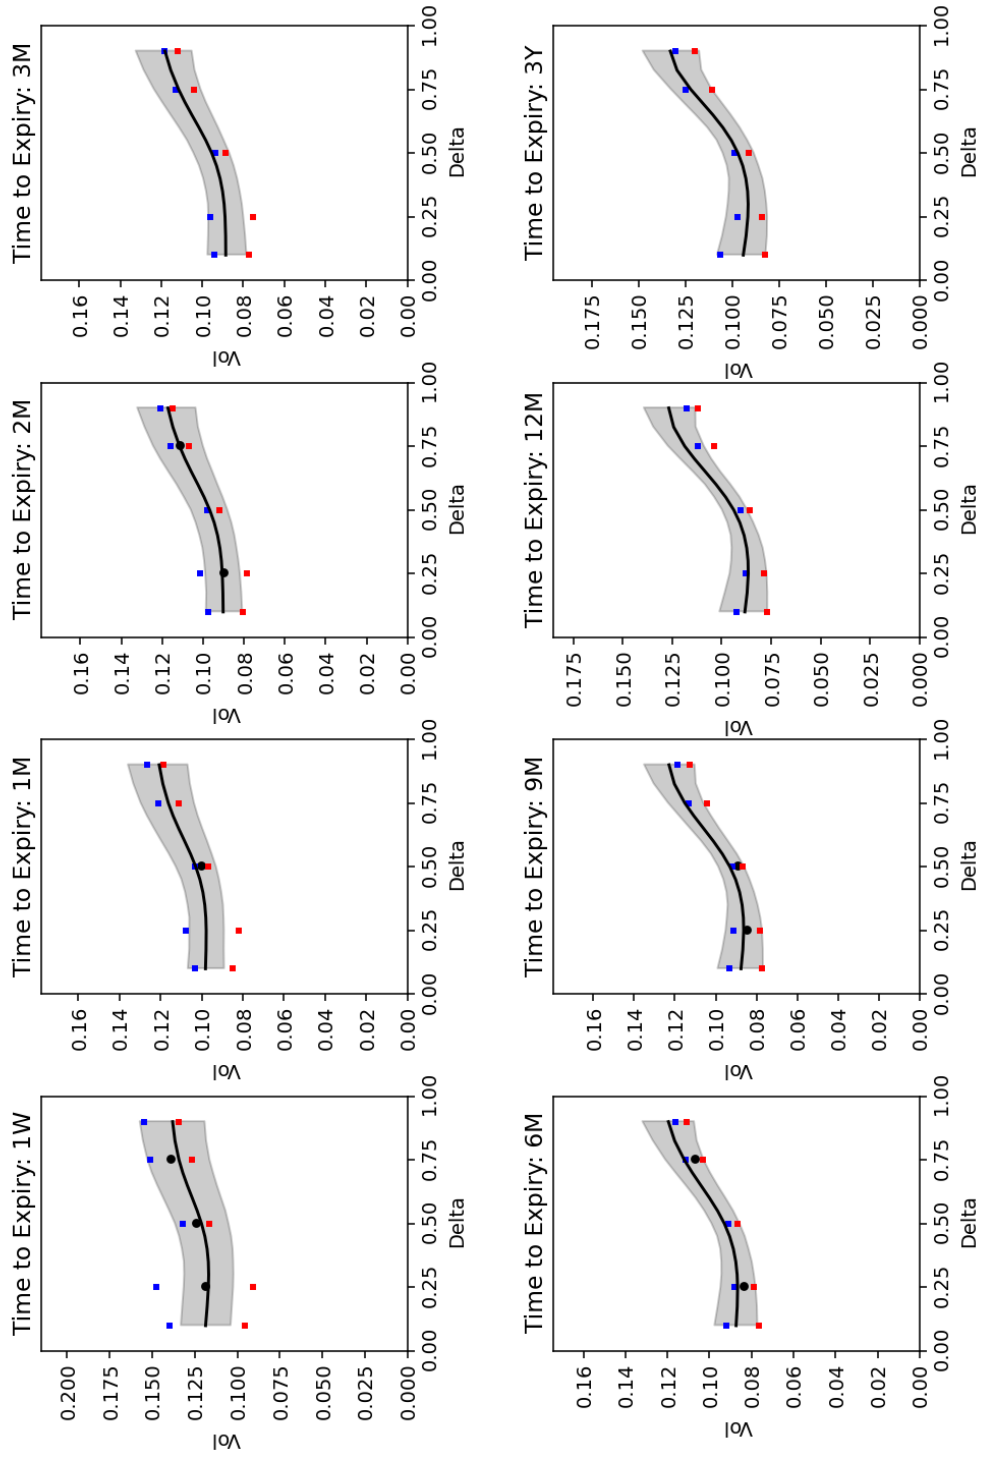 Time to Expiry: 1W
Vol
0.200
0.175
0.150
0.125
0.100
0.075
0.050
0.025
0.000
0.00 0.25 0.50 0.75 1.00
Delta
Time to Expiry: 1M
Vol
0.16
0.14
0.12
0.10
0.08
0.06
0.04
0.02
0.00
0.00 0.25 0.50 0.75 1.00
Delta
Time to Expiry: 2M
Vol
0.16
0.14
0.12
0.10
0.08
0.06
0.04
0.02
0.00
0.00 0.25 0.50 0.75 1.00
Delta
Time to Expiry: 3M
Vol
0.16
0.14
0.12
0.10
0.08
0.06
0.04
0.02
0.00
0.00 0.25 0.50 0.75 1.00
Delta
Time to Expiry: 6M
Vol
0.16
0.14
0.12
0.10
0.08
0.06
0.04
0.02
0.00
0.00 0.25 0.50 0.75 1.00
Delta
Time to Expiry: 9M
Vol
0.16
0.14
0.12
0.10
0.08
0.06
0.04
0.02
0.00
0.00 0.25 0.50 0.75 1.00
Delta
Time to Expiry: 12M
Vol
0.175
0.150
0.125
0.100
0.075
0.050
0.025
0.000
0.00 0.25 0.50 0.75 1.00
Delta
Time to Expiry: 3Y
Vol
0.175
0.150
0.125
0.100
0.075
0.050
0.025
0.000
0.00 0.25 0.50 0.75 1.00
Delta